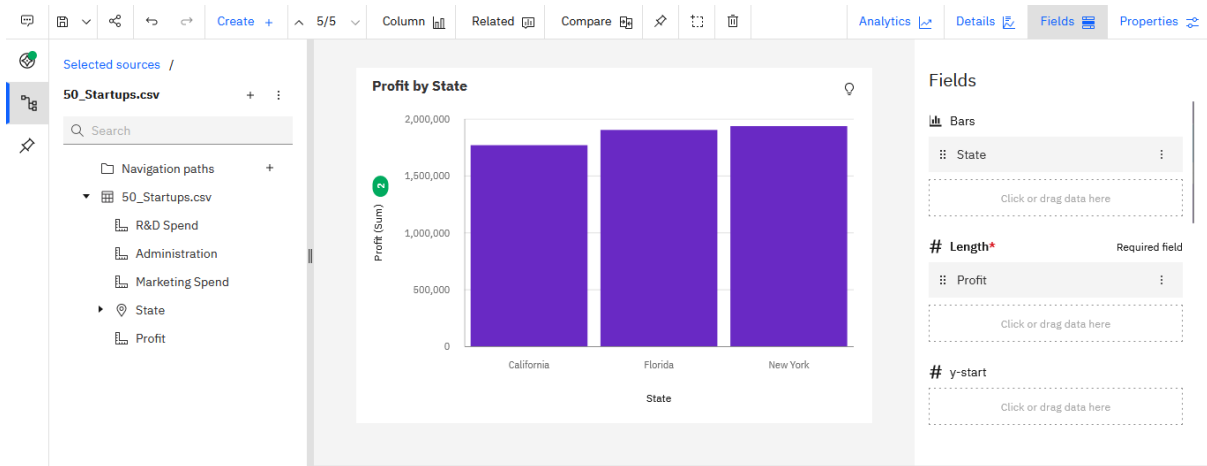 Create +
5/5
Column
Related
Compare
Analytics
Details
Fields
Properties
Selected sources /
50_Startups.csv
Search
Navigation paths
50_Startups.csv
R&D Spend
Administration
Marketing Spend
State
Profit
Profit by State
2,000,000
1,500,000
1,000,000
500,000
0
Profit (Sum) 2
California
Florida
New York
State
Fields
Bars
State
Click or drag data here
# Length* Required field
Profit
Click or drag data here
# y-start
Click or drag data here